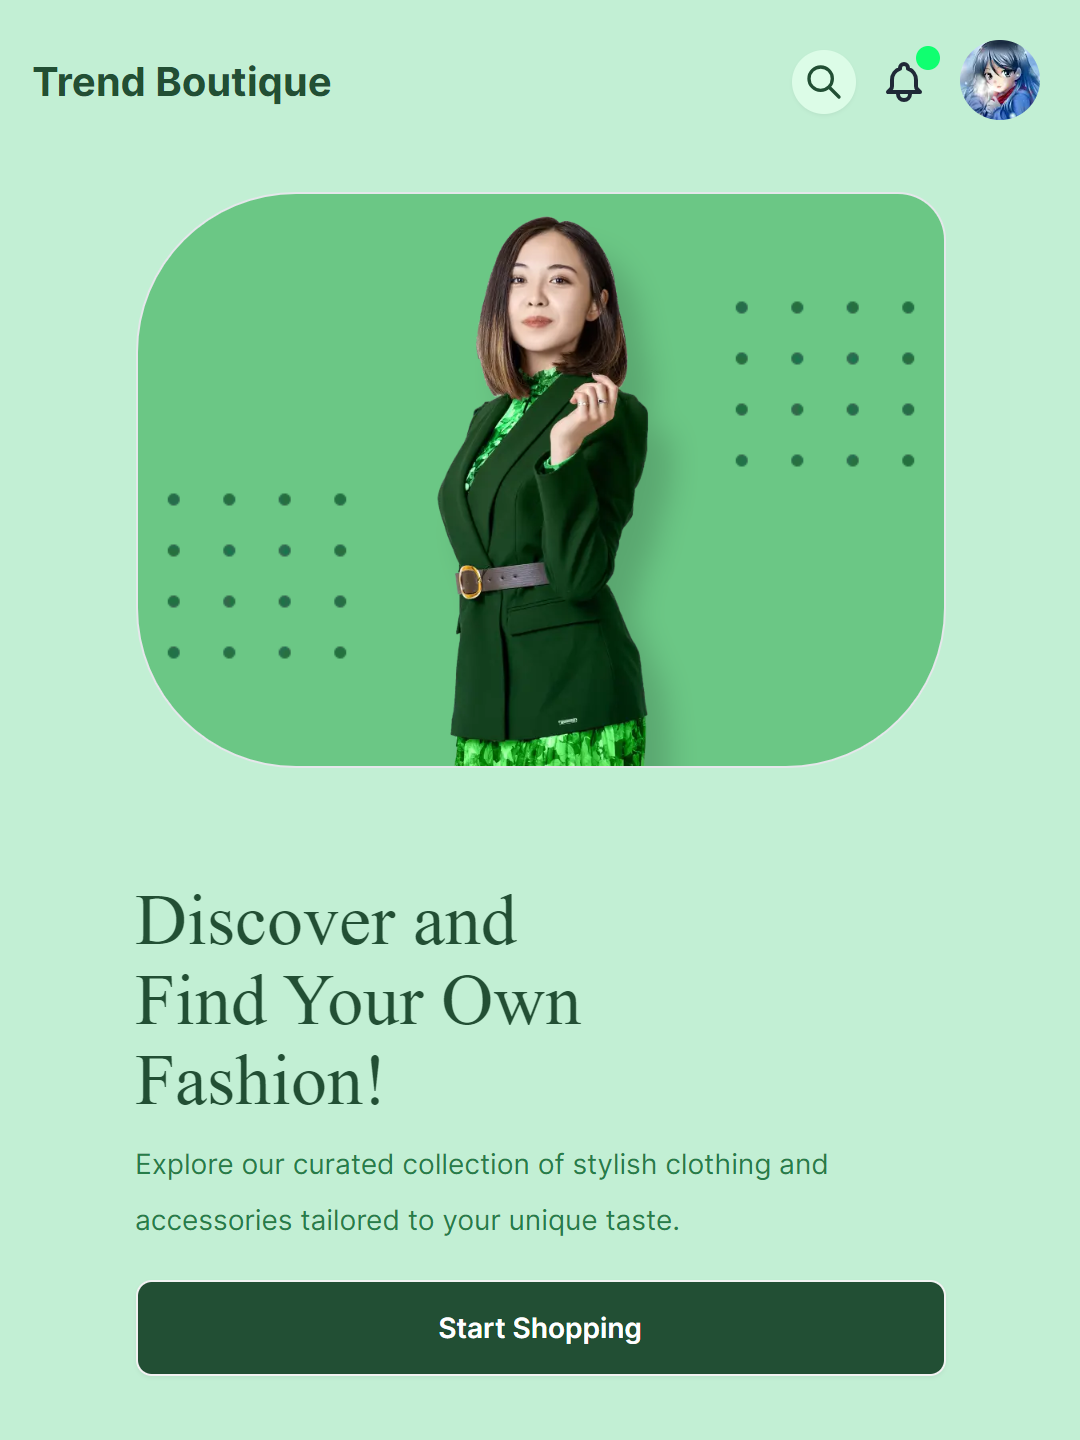 Trend Boutique
Discover and
Find Your Own
Fashion!
Explore our curated collection of stylish clothing and
accessories tailored to your unique taste.
Start Shopping